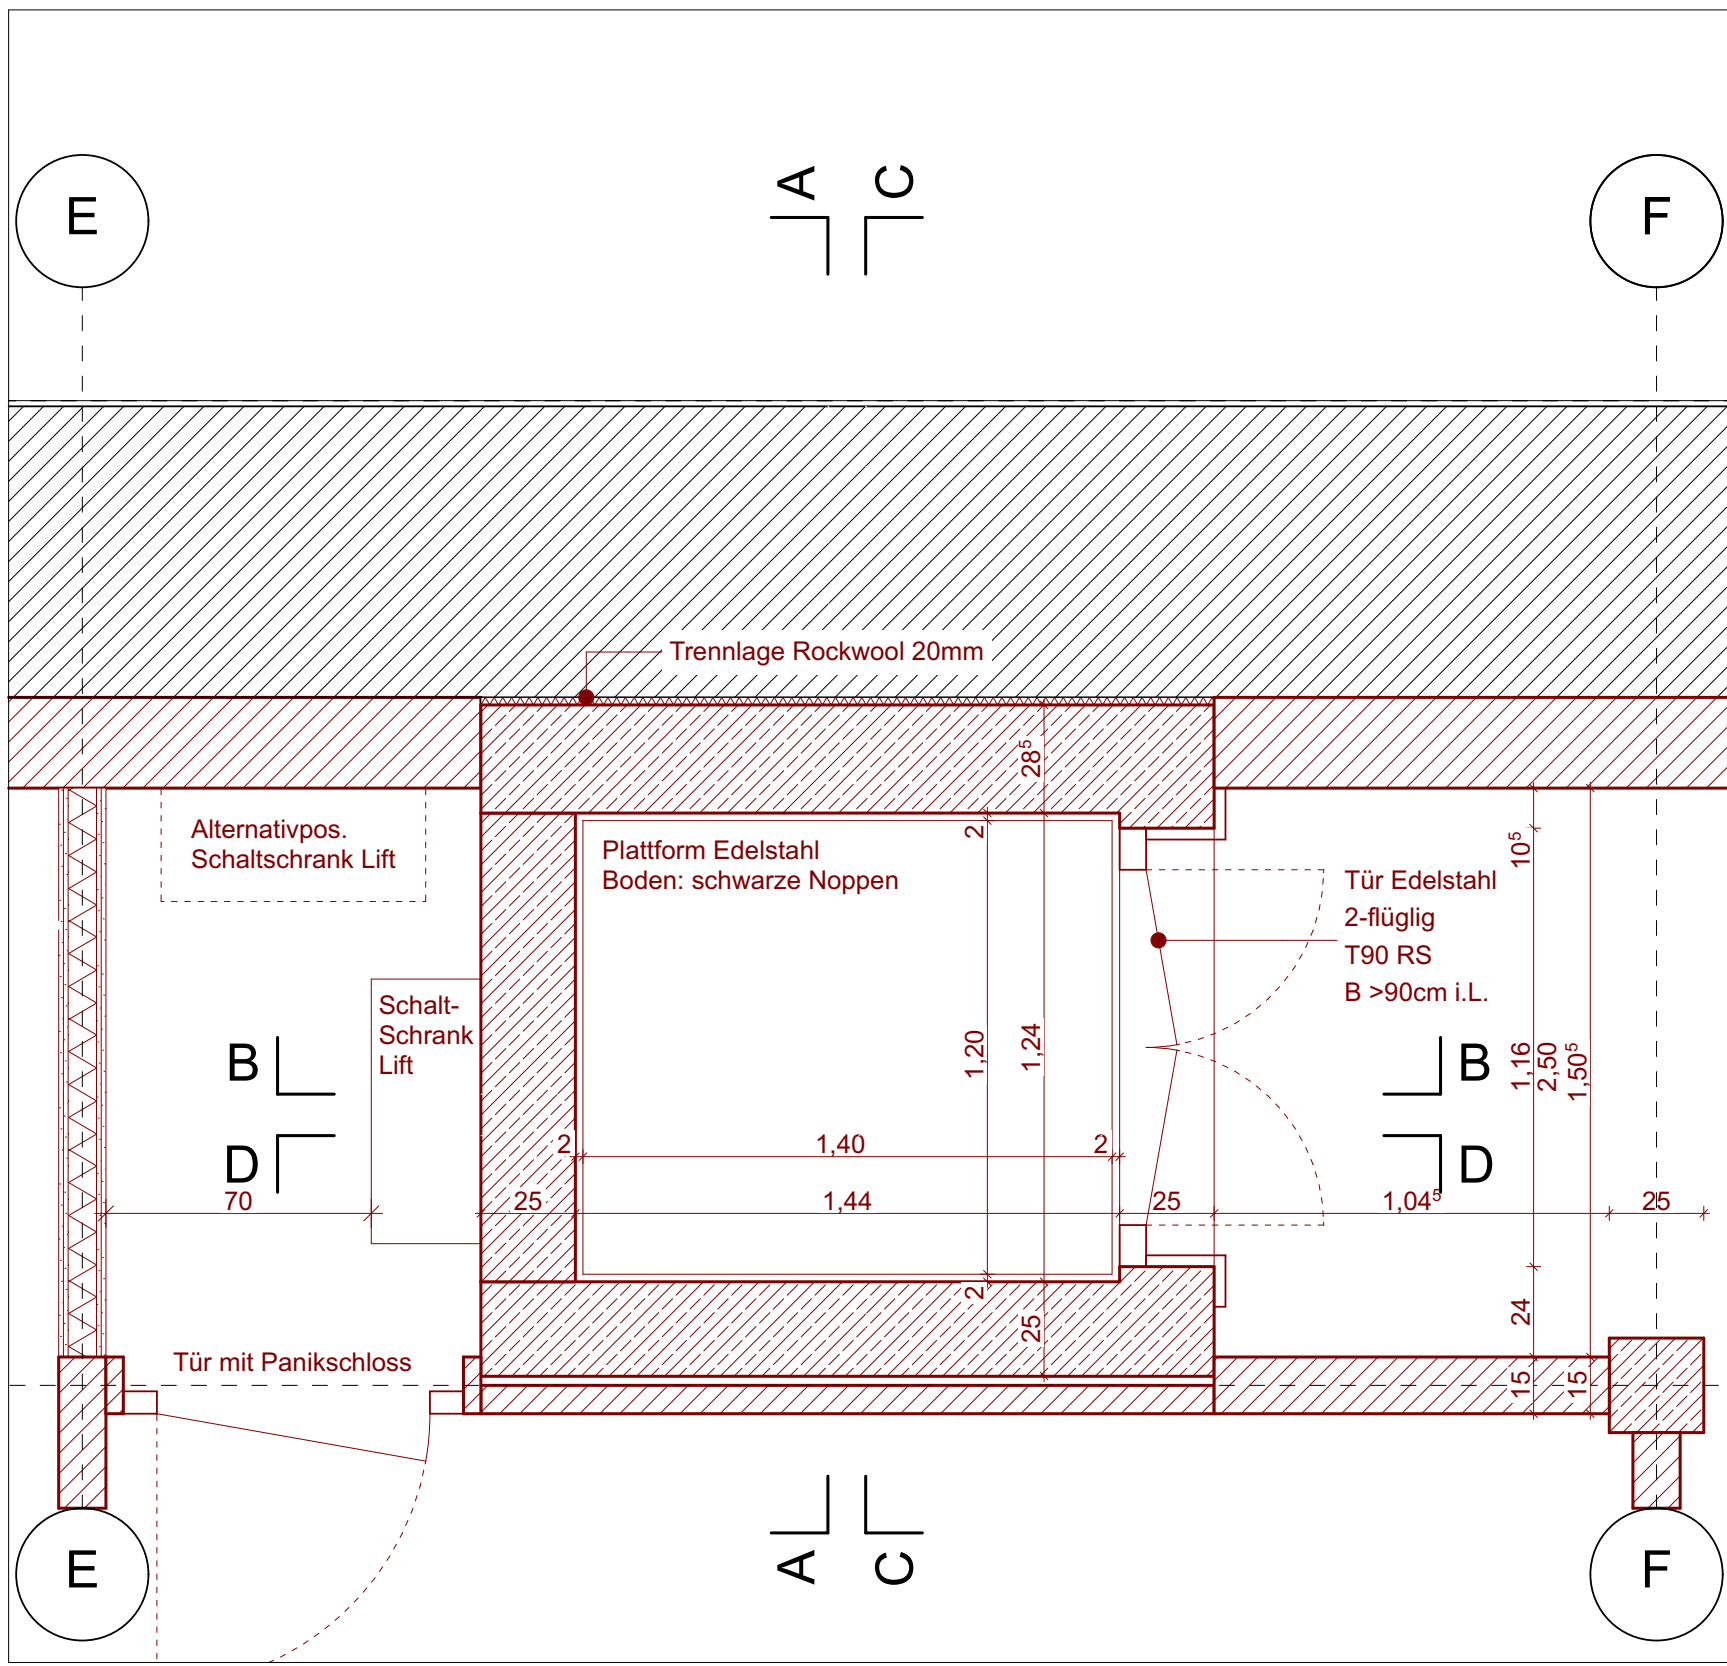 E
A
C
F
Trennlage Rockwool 20mm
28⁵
Alternativpos.
Schaltschrank Lift
2
Plattform Edelstahl
Boden: schwarze Noppen
10⁵
Tür Edelstahl
2-flüglig
T90 RS
B >90cm i.L.
Schalt-
Schrank
Lift
1,20
1,24
1,16
2,50
1,50⁵
B
B
D
D
2
1,40
2
70
25
1,44
25
1,04⁵
25
2
25
24
Tür mit Panikschloss
15
15
E
A
C
F